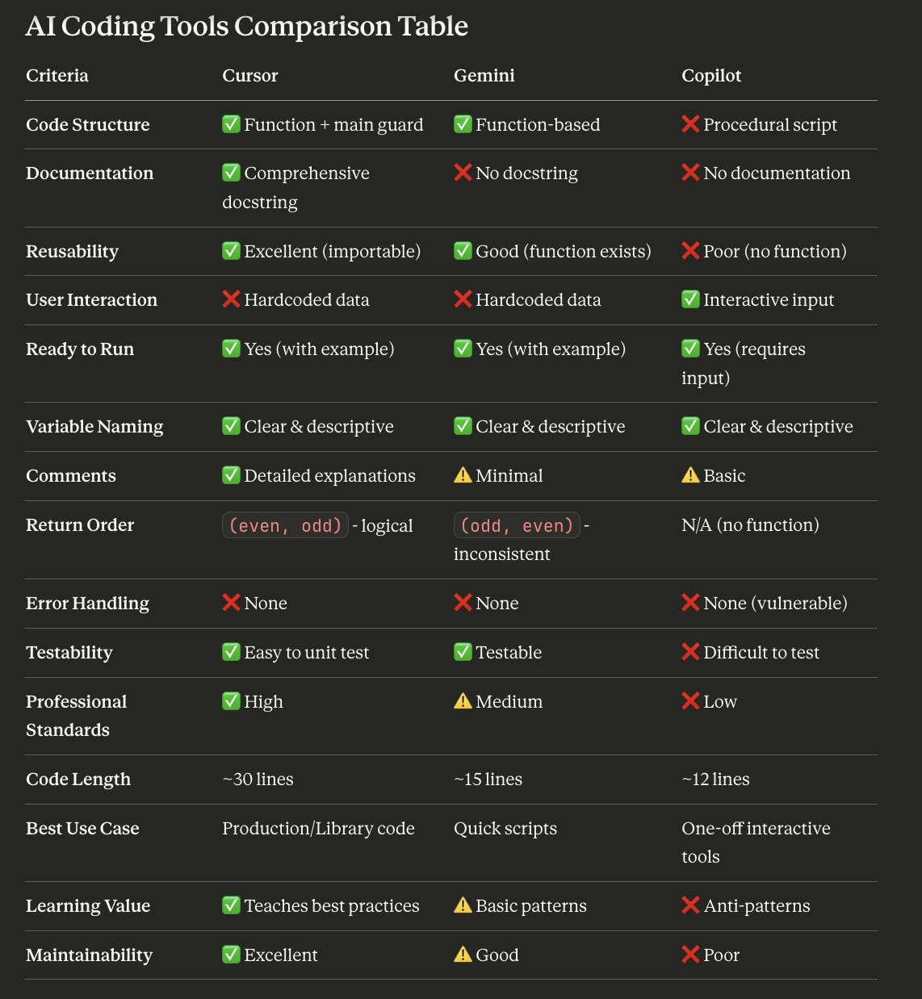 AI Coding Tools Comparison Table
Criteria Cursor Gemini Copilot
Code Structure ✅ Function + main guard ✅ Function-based ❌ Procedural script
Documentation ✅ Comprehensive docstring ❌ No docstring ❌ No documentation
Reusability ✅ Excellent (importable) ✅ Good (function exists) ❌ Poor (no function)
User Interaction ❌ Hardcoded data ❌ Hardcoded data ✅ Interactive input
Ready to Run ✅ Yes (with example) ✅ Yes (with example) ✅ Yes (requires input)
Variable Naming ✅ Clear & descriptive ✅ Clear & descriptive ✅ Clear & descriptive
Comments ✅ Detailed explanations ⚠️ Minimal ⚠️ Basic
Return Order (even, odd) - logical (odd, even) - inconsistent N/A (no function)
Error Handling ❌ None ❌ None ❌ None (vulnerable)
Testability ✅ Easy to unit test ✅ Testable ❌ Difficult to test
Professional Standards ✅ High ⚠️ Medium ❌ Low
Code Length ~30 lines ~15 lines ~12 lines
Best Use Case Production/Library code Quick scripts One-off interactive tools
Learning Value ✅ Teaches best practices ⚠️ Basic patterns ❌ Anti-patterns
Maintainability ✅ Excellent ⚠️ Good ❌ Poor